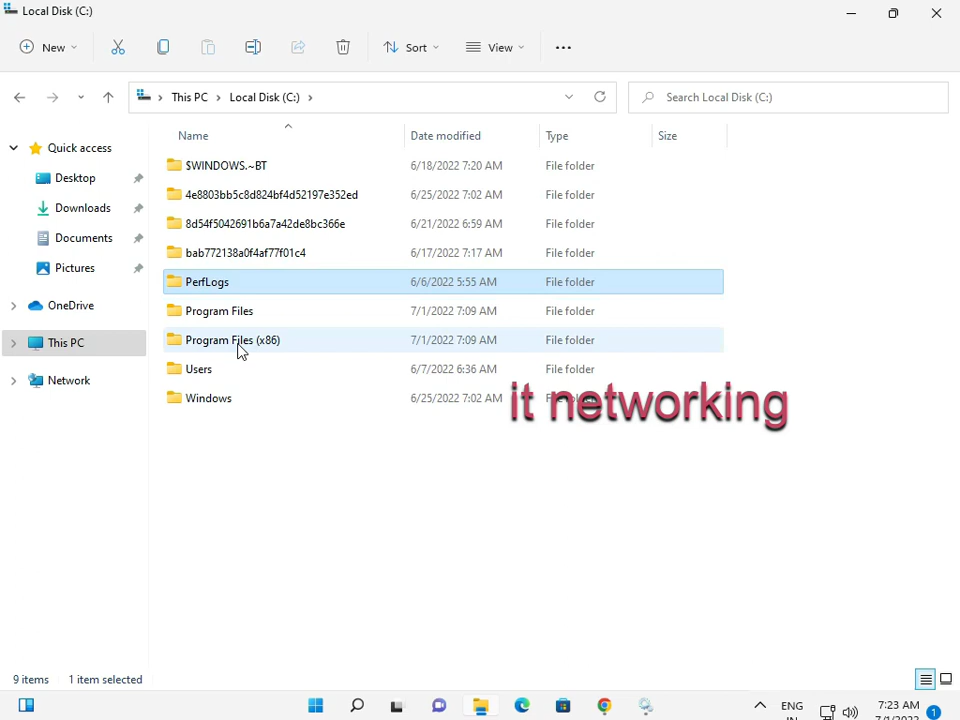 Local Disk (C:)
New
Sort
View
This PC
Local Disk (C:)
Search Local Disk (C:)
Name
Date modified
Type
Size
Quick access
Desktop
Downloads
Documents
Pictures
OneDrive
This PC
Network
$WINDOWS.~BT 6/18/2022 7:20 AM File folder
4e8803bb5c8d824bf4d52197e352ed 6/25/2022 7:02 AM File folder
8d54f5042691b6a7a42de8bc366e 6/21/2022 6:59 AM File folder
bab772138a0f4af77f01c4 6/17/2022 7:17 AM File folder
PerfLogs 6/6/2022 5:55 AM File folder
Program Files 7/1/2022 7:09 AM File folder
Program Files (x86) 7/1/2022 7:09 AM File folder
Users 6/7/2022 6:36 AM File folder
Windows 6/25/2022 7:02 AM
it networking
9 items 1 item selected
ENG
7:23 AM
1